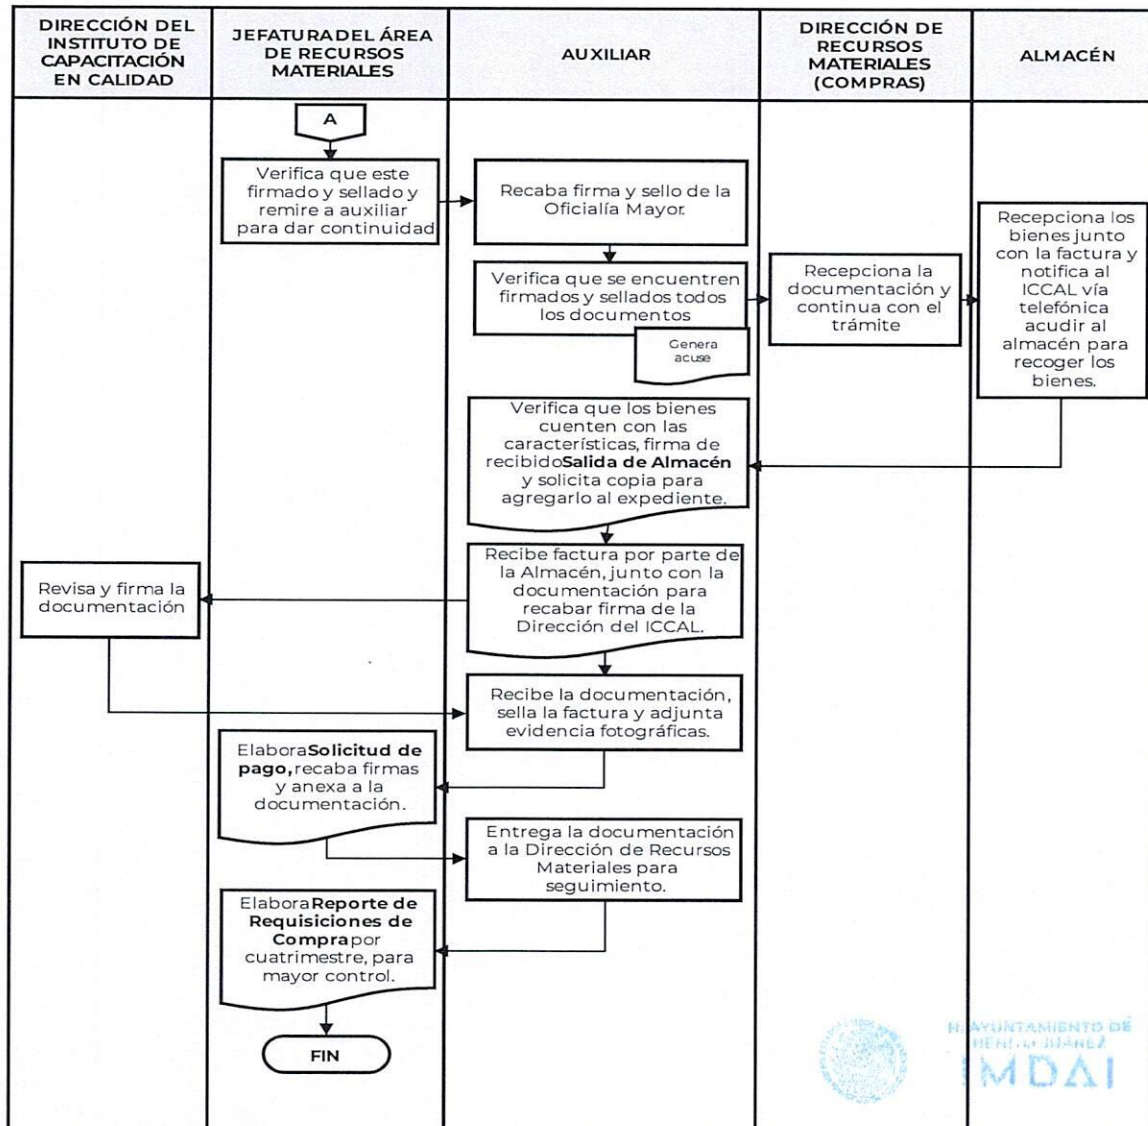 DIRECCIÓN DEL
INSTITUTO DE
CAPACITACIÓN
EN CALIDAD
JEFATURA DEL ÁREA
DE RECURSOS
MATERIALES
AUXILIAR
DIRECCIÓN DE
RECURSOS
MATERIALES
(COMPRAS)
ALMACÉN
A
Verifica que este
firmado y sellado y
remire a auxiliar
para dar continuidad
Recaba firma y sello de la
Oficialía Mayor.
Verifica que se encuentren
firmados y sellados todos
los documentos
Genera
acuse
Recepciona la
documentación y
continua con el
trámite
Recepciona los
bienes junto
con la factura y
notifica al
ICCAL vía
telefónica
acudir al
almacén para
recoger los
bienes.
Verifica que los bienes
cuenten con las
características, firma de
recibido Salida de Almacén
y solicita copia para
agregarlo al expediente.
Recibe factura por parte de
la Almacén, junto con la
documentación para
recabar firma de la
Dirección del ICCAL.
Revisa y firma la
documentación
Recibe la documentación,
sella la factura y adjunta
evidencia fotográficas.
Elabora Solicitud de
pago, recaba firmas
y anexa a la
documentación.
Entrega la documentación
a la Dirección de Recursos
Materiales para
seguimiento.
Elabora Reporte de
Requisiciones de
Compra por
cuatrimestre, para
mayor control.
FIN
H. AYUNTAMIENTO DE
BENITO JUÁREZ
IMDAI